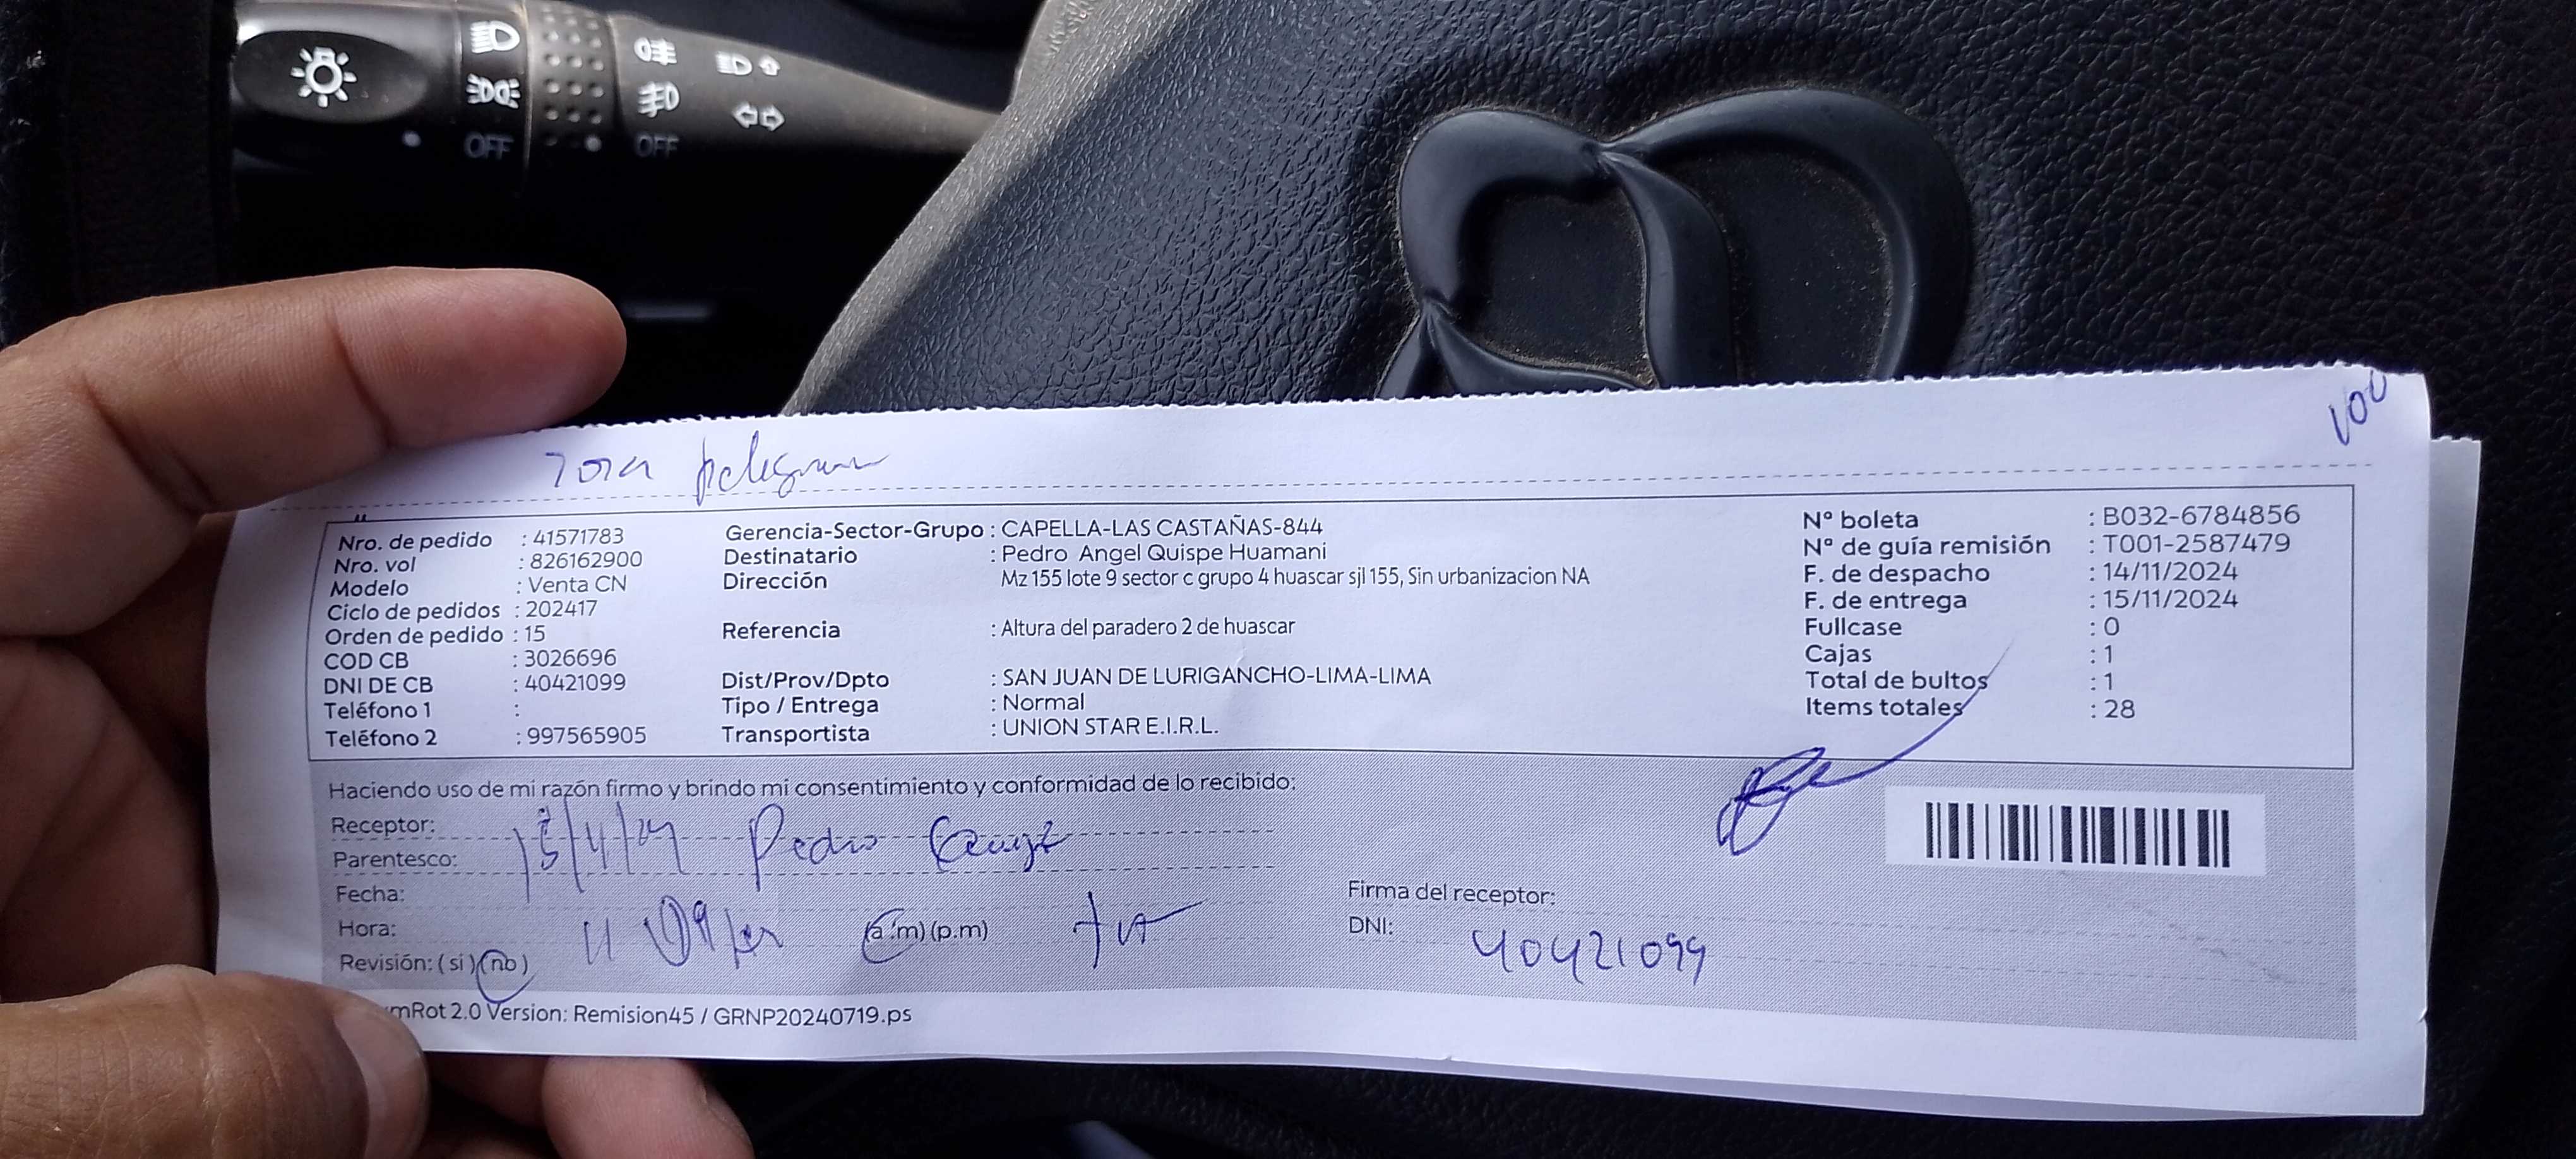 OFF OFF
Zona peligrosa
100
Nro. de pedido : 41571783
Nro. vol : 826162900
Modelo : Venta CN
Ciclo de pedidos : 202417
Orden de pedido : 15
COD CB : 3026696
DNI DE CB : 40421099
Teléfono 1 :
Teléfono 2 : 997565905
Gerencia-Sector-Grupo : CAPELLA-LAS CASTAÑAS-844
Destinatario : Pedro Angel Quispe Huamani
Dirección Mz 155 lote 9 sector c grupo 4 huascar sjl 155, Sin urbanizacion NA
Referencia : Altura del paradero 2 de huascar
Dist/Prov/Dpto : SAN JUAN DE LURIGANCHO-LIMA-LIMA
Tipo / Entrega : Normal
Transportista : UNION STAR E.I.R.L.
N° boleta : B032-6784856
N° de guía remisión : T001-2587479
F. de despacho : 14/11/2024
F. de entrega : 15/11/2024
Fullcase : 0
Cajas : 1
Total de bultos : 1
Items totales : 28
Haciendo uso de mi razón firmo y brindo mi consentimiento y conformidad de lo recibido:
Receptor:
Parentesco: Pedro
Fecha:
Hora: 11 (a.m) (p.m)
Revisión: (si) (no)
Firma del receptor:
DNI: 40421099
mRot 2.0 Version: Remision45 / GRNP20240719.ps